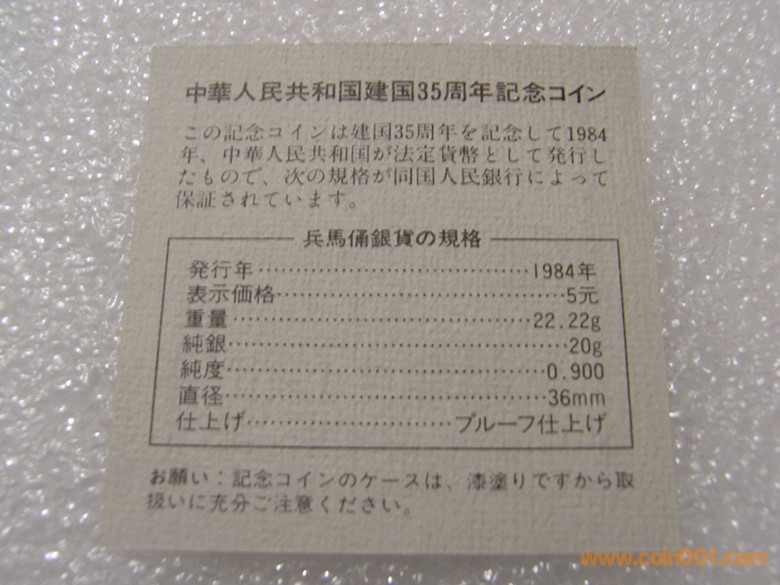 中華人民共和国建国35周年記念コイン
この記念コインは建国35周年を記念して1984
年、中華人民共和国が法定貨幣として発行し
たもので、次の規格が同国人民銀行によって
保証されています。
兵馬俑銀貨の規格
発行年……………………………1984年
表示価格……………………………5元
重量……………………………22.22g
純銀……………………………20g
純度……………………………0.900
直径……………………………36mm
仕上げ……………………プルーフ仕上げ
お願い：記念コインのケースは、漆塗りですから取
扱いに充分ご注意ください。
www.coin001.com